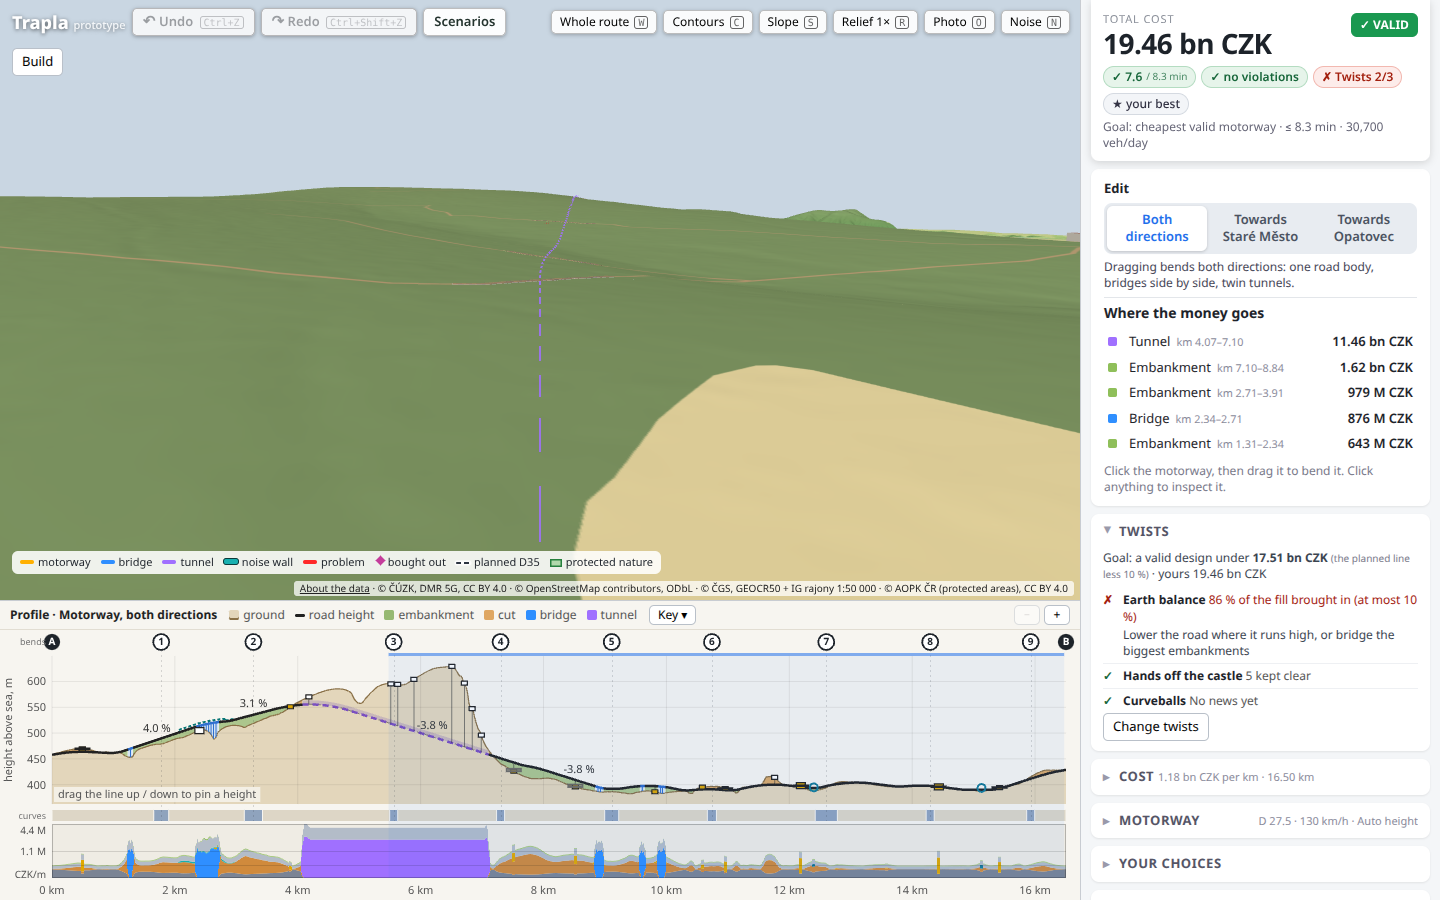 Trapla prototype
↶ Undo Ctrl+Z
↷ Redo Ctrl+Shift+Z
Scenarios
Whole route W
Contours C
Slope S
Relief 1× R
Photo O
Noise N
Build
motorway
bridge
tunnel
noise wall
problem
bought out
planned D35
protected nature
About the data · © ČÚZK, DMR 5G, CC BY 4.0 · © OpenStreetMap contributors, ODbL · © ČGS, GEOCR50 + IG rajony 1:50 000 · © AOPK ČR (protected areas), CC BY 4.0
Profile · Motorway, both directions
ground
road height
embankment
cut
bridge
tunnel
Key ▾
−
+
bends
A 1 2 3 4 5 6 7 8 9 B
height above sea, m
600
550
500
450
400
4.0 %
3.1 %
-3.8 %
-3.8 %
drag the line up / down to pin a height
curves
4.4 M
1.1 M
CZK/m
0 km 2 km 4 km 6 km 8 km 10 km 12 km 14 km 16 km
TOTAL COST
✓ VALID
19.46 bn CZK
✓ 7.6 / 8.3 min
✓ no violations
✗ Twists 2/3
★ your best
Goal: cheapest valid motorway · ≤ 8.3 min · 30,700
veh/day
Edit
Both
directions
Towards
Staré Město
Towards
Opatovec
Dragging bends both directions: one road body,
bridges side by side, twin tunnels.
Where the money goes
Tunnel km 4.07–7.10 11.46 bn CZK
Embankment km 7.10–8.84 1.62 bn CZK
Embankment km 2.71–3.91 979 M CZK
Bridge km 2.34–2.71 876 M CZK
Embankment km 1.31–2.34 643 M CZK
Click the motorway, then drag it to bend it. Click
anything to inspect it.
▼ TWISTS
Goal: a valid design under 17.51 bn CZK (the planned line
less 10 %) · yours 19.46 bn CZK
✗ Earth balance 86 % of the fill brought in (at most 10
%)
Lower the road where it runs high, or bridge the
biggest embankments
✓ Hands off the castle 5 kept clear
✓ Curveballs No news yet
Change twists
▶ COST 1.18 bn CZK per km · 16.50 km
▶ MOTORWAY D 27.5 · 130 km/h · Auto height
▶ YOUR CHOICES